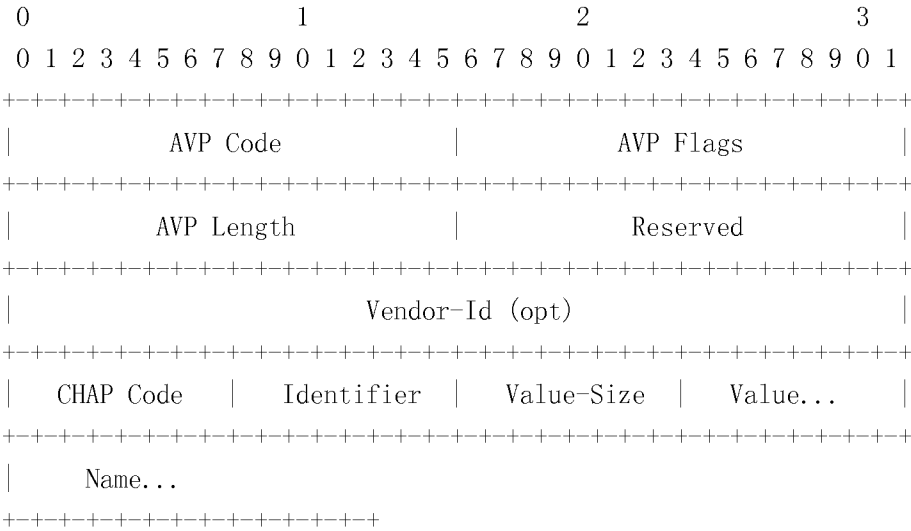 0                   1                   2                   3
0 1 2 3 4 5 6 7 8 9 0 1 2 3 4 5 6 7 8 9 0 1 2 3 4 5 6 7 8 9 0 1
+-+-+-+-+-+-+-+-+-+-+-+-+-+-+-+-+-+-+-+-+-+-+-+-+-+-+-+-+-+-+-+-+
|           AVP Code            |           AVP Flags           |
+-+-+-+-+-+-+-+-+-+-+-+-+-+-+-+-+-+-+-+-+-+-+-+-+-+-+-+-+-+-+-+-+
|          AVP Length           |            Reserved           |
+-+-+-+-+-+-+-+-+-+-+-+-+-+-+-+-+-+-+-+-+-+-+-+-+-+-+-+-+-+-+-+-+
|                         Vendor-Id (opt)                       |
+-+-+-+-+-+-+-+-+-+-+-+-+-+-+-+-+-+-+-+-+-+-+-+-+-+-+-+-+-+-+-+-+
|   CHAP Code   |   Identifier  |   Value-Size  |   Value...    |
+-+-+-+-+-+-+-+-+-+-+-+-+-+-+-+-+-+-+-+-+-+-+-+-+-+-+-+-+-+-+-+-+
|     Name...
+-+-+-+-+-+-+-+-+-+-+-+-+-+